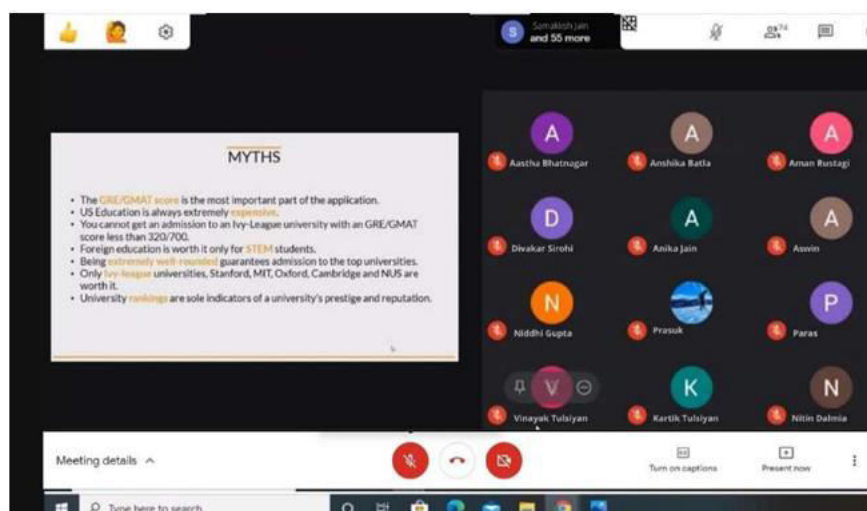 S
Samakksh Jain
and 55 more
74
MYTHS
• The GRE/GMAT score is the most important part of the application.
• US Education is always extremely expensive.
• You cannot get an admission to an Ivy-League university with an GRE/GMAT
score less than 320/700.
• Foreign education is worth it only for STEM students.
• Being extremely well-rounded guarantees admission to the top universities.
• Only Ivy-league universities, Stanford, MIT, Oxford, Cambridge and NUS are
worth it.
• University rankings are sole indicators of a university's prestige and reputation.
A
A
A
Aastha Bhatnagar
Anshika Batla
Aman Rustagi
D
A
A
Divakar Sirohi
Anika Jain
Aswin
N
P
Niddhi Gupta
Prasuk
Paras
V
K
N
Vinayak Tulsiyan
Kartik Tulsiyan
Nitin Dalmia
Meeting details
Turn on captions
Present now
Type here to search